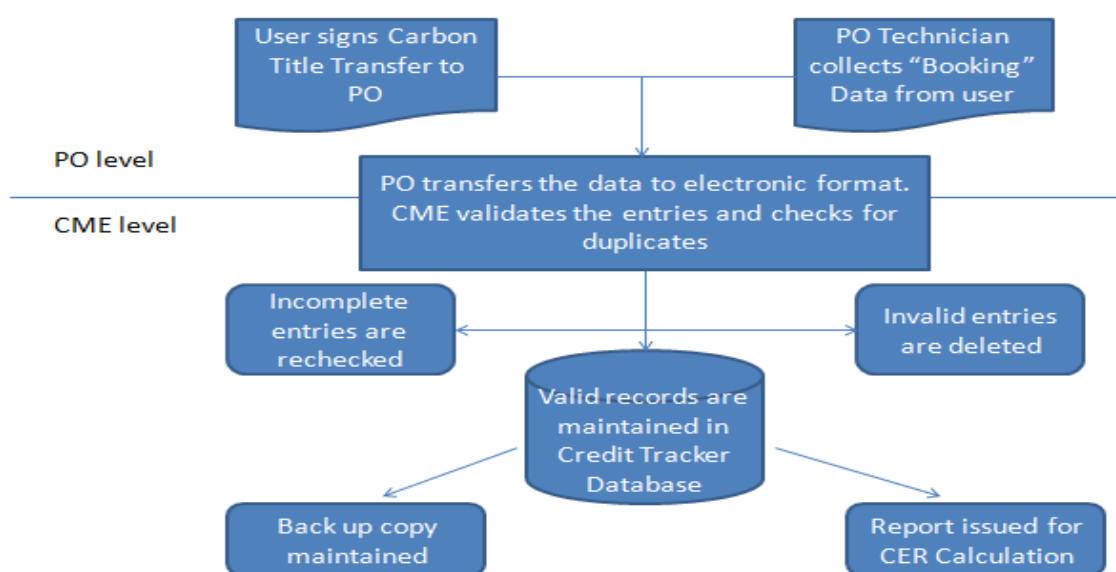 User signs Carbon
Title Transfer to
PO
PO Technician
collects “Booking”
Data from user
PO level
PO transfers the data to electronic format.
CME validates the entries and checks for
duplicates
CME level
Incomplete
entries are
rechecked
Invalid entries
are deleted
Valid records are
maintained in
Credit Tracker
Database
Back up copy
maintained
Report issued for
CER Calculation